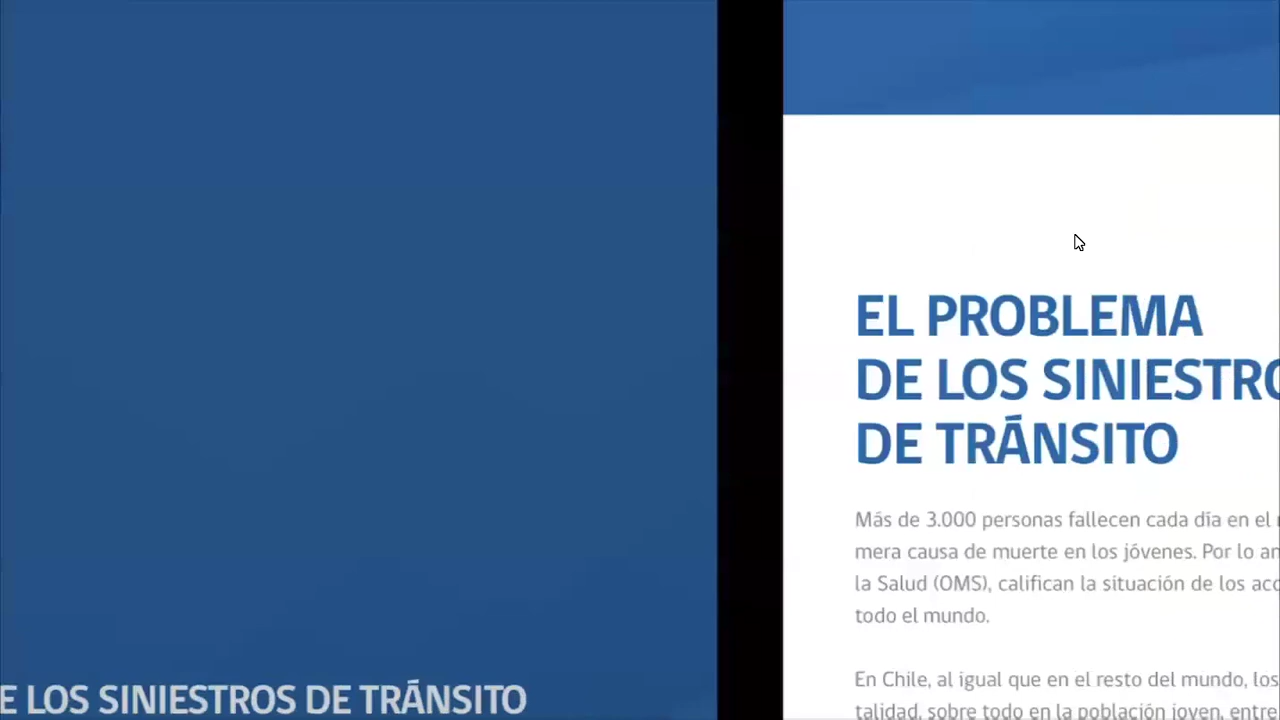 EL PROBLEMA
DE LOS
DE TRÁNSITO
Más de 3.000 personas fallecen cada día en el
mera causa de muerte en los jóvenes. Por lo
la Salud (OMS), califican la situación de los
todo el mundo.
En Chile, al igual que en el resto del mundo, los
talidad, sobre todo en la población joven, entre
LOS SINIESTROS DE TRÁNSITO